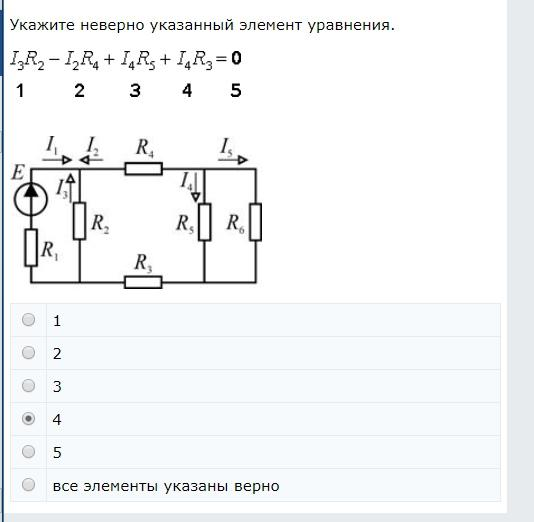 Укажите неверно указанный элемент уравнения.
I₃R₂ − I₂R₄ + I₄R₅ + I₄R₃ = 0
1 2 3 4 5
I₁ I₂ R₄ I₅
E I₃ I₄
R₂ R₅ R₆
R₁ R₃
1
2
3
4
5
все элементы указаны верно